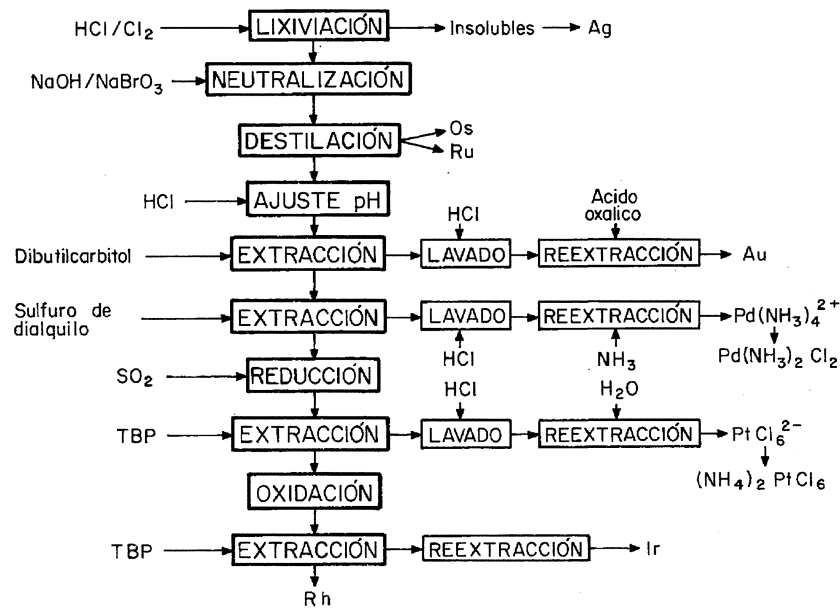 HCl/Cl2 LIXIVIACIÓN Insolubles Ag
NaOH/NaBrO3 NEUTRALIZACIÓN
DESTILACIÓN Os
Ru
HCl AJUSTE pH
HCl Acido
oxalico
Dibutilcarbitol EXTRACCIÓN LAVADO REEXTRACCIÓN Au
Sulfuro de
dialquilo EXTRACCIÓN LAVADO REEXTRACCIÓN Pd(NH3)4 2+
HCl NH3 Pd(NH3)2 Cl2
SO2 REDUCCIÓN
HCl H2O
TBP EXTRACCIÓN LAVADO REEXTRACCIÓN PtCl6 2-
(NH4)2 PtCl6
OXIDACIÓN
TBP EXTRACCIÓN REEXTRACCIÓN Ir
Rh